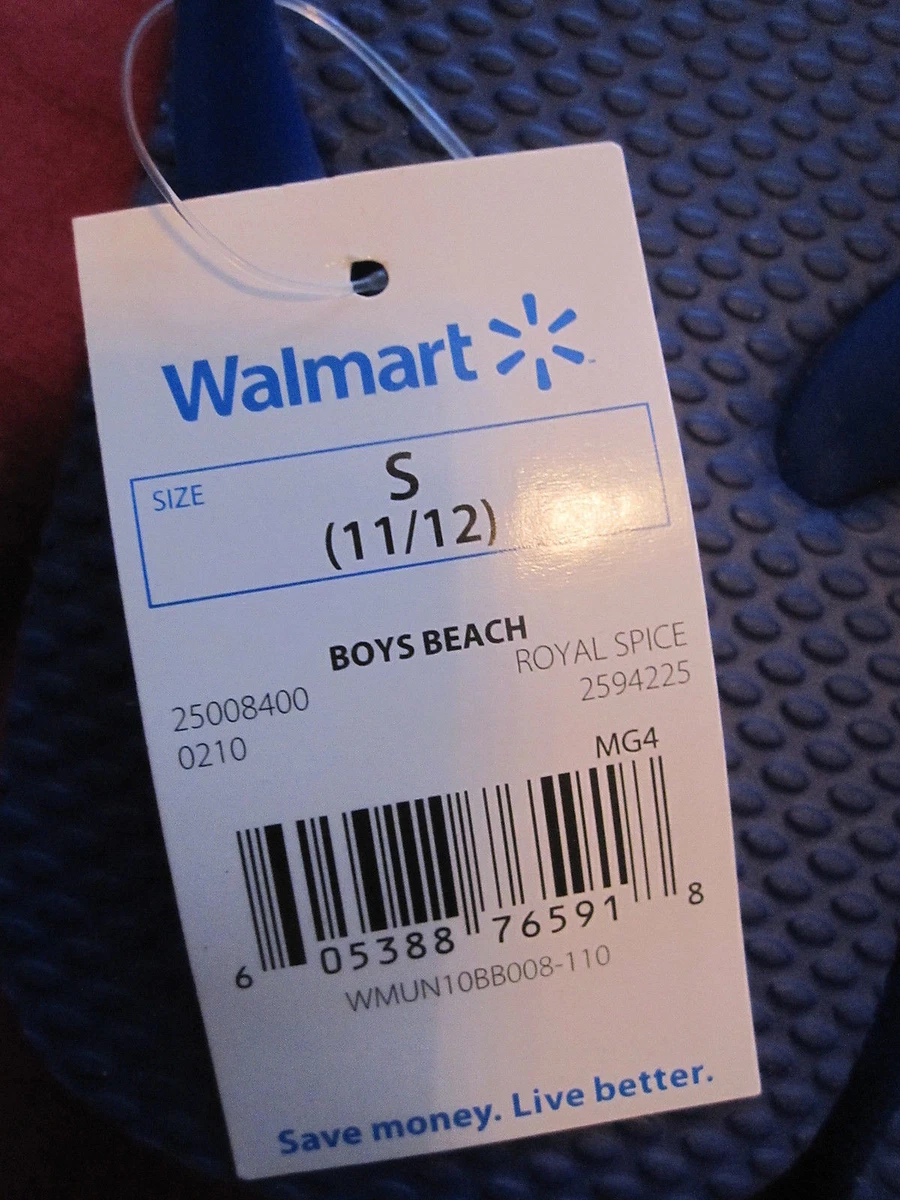 Walmart
SIZE
S
(11/12)
BOYS BEACH
ROYAL SPICE
25008400
2594225
0210
MG4
6 05388 76591 8
WMUN10BB008-110
Save money. Live better.